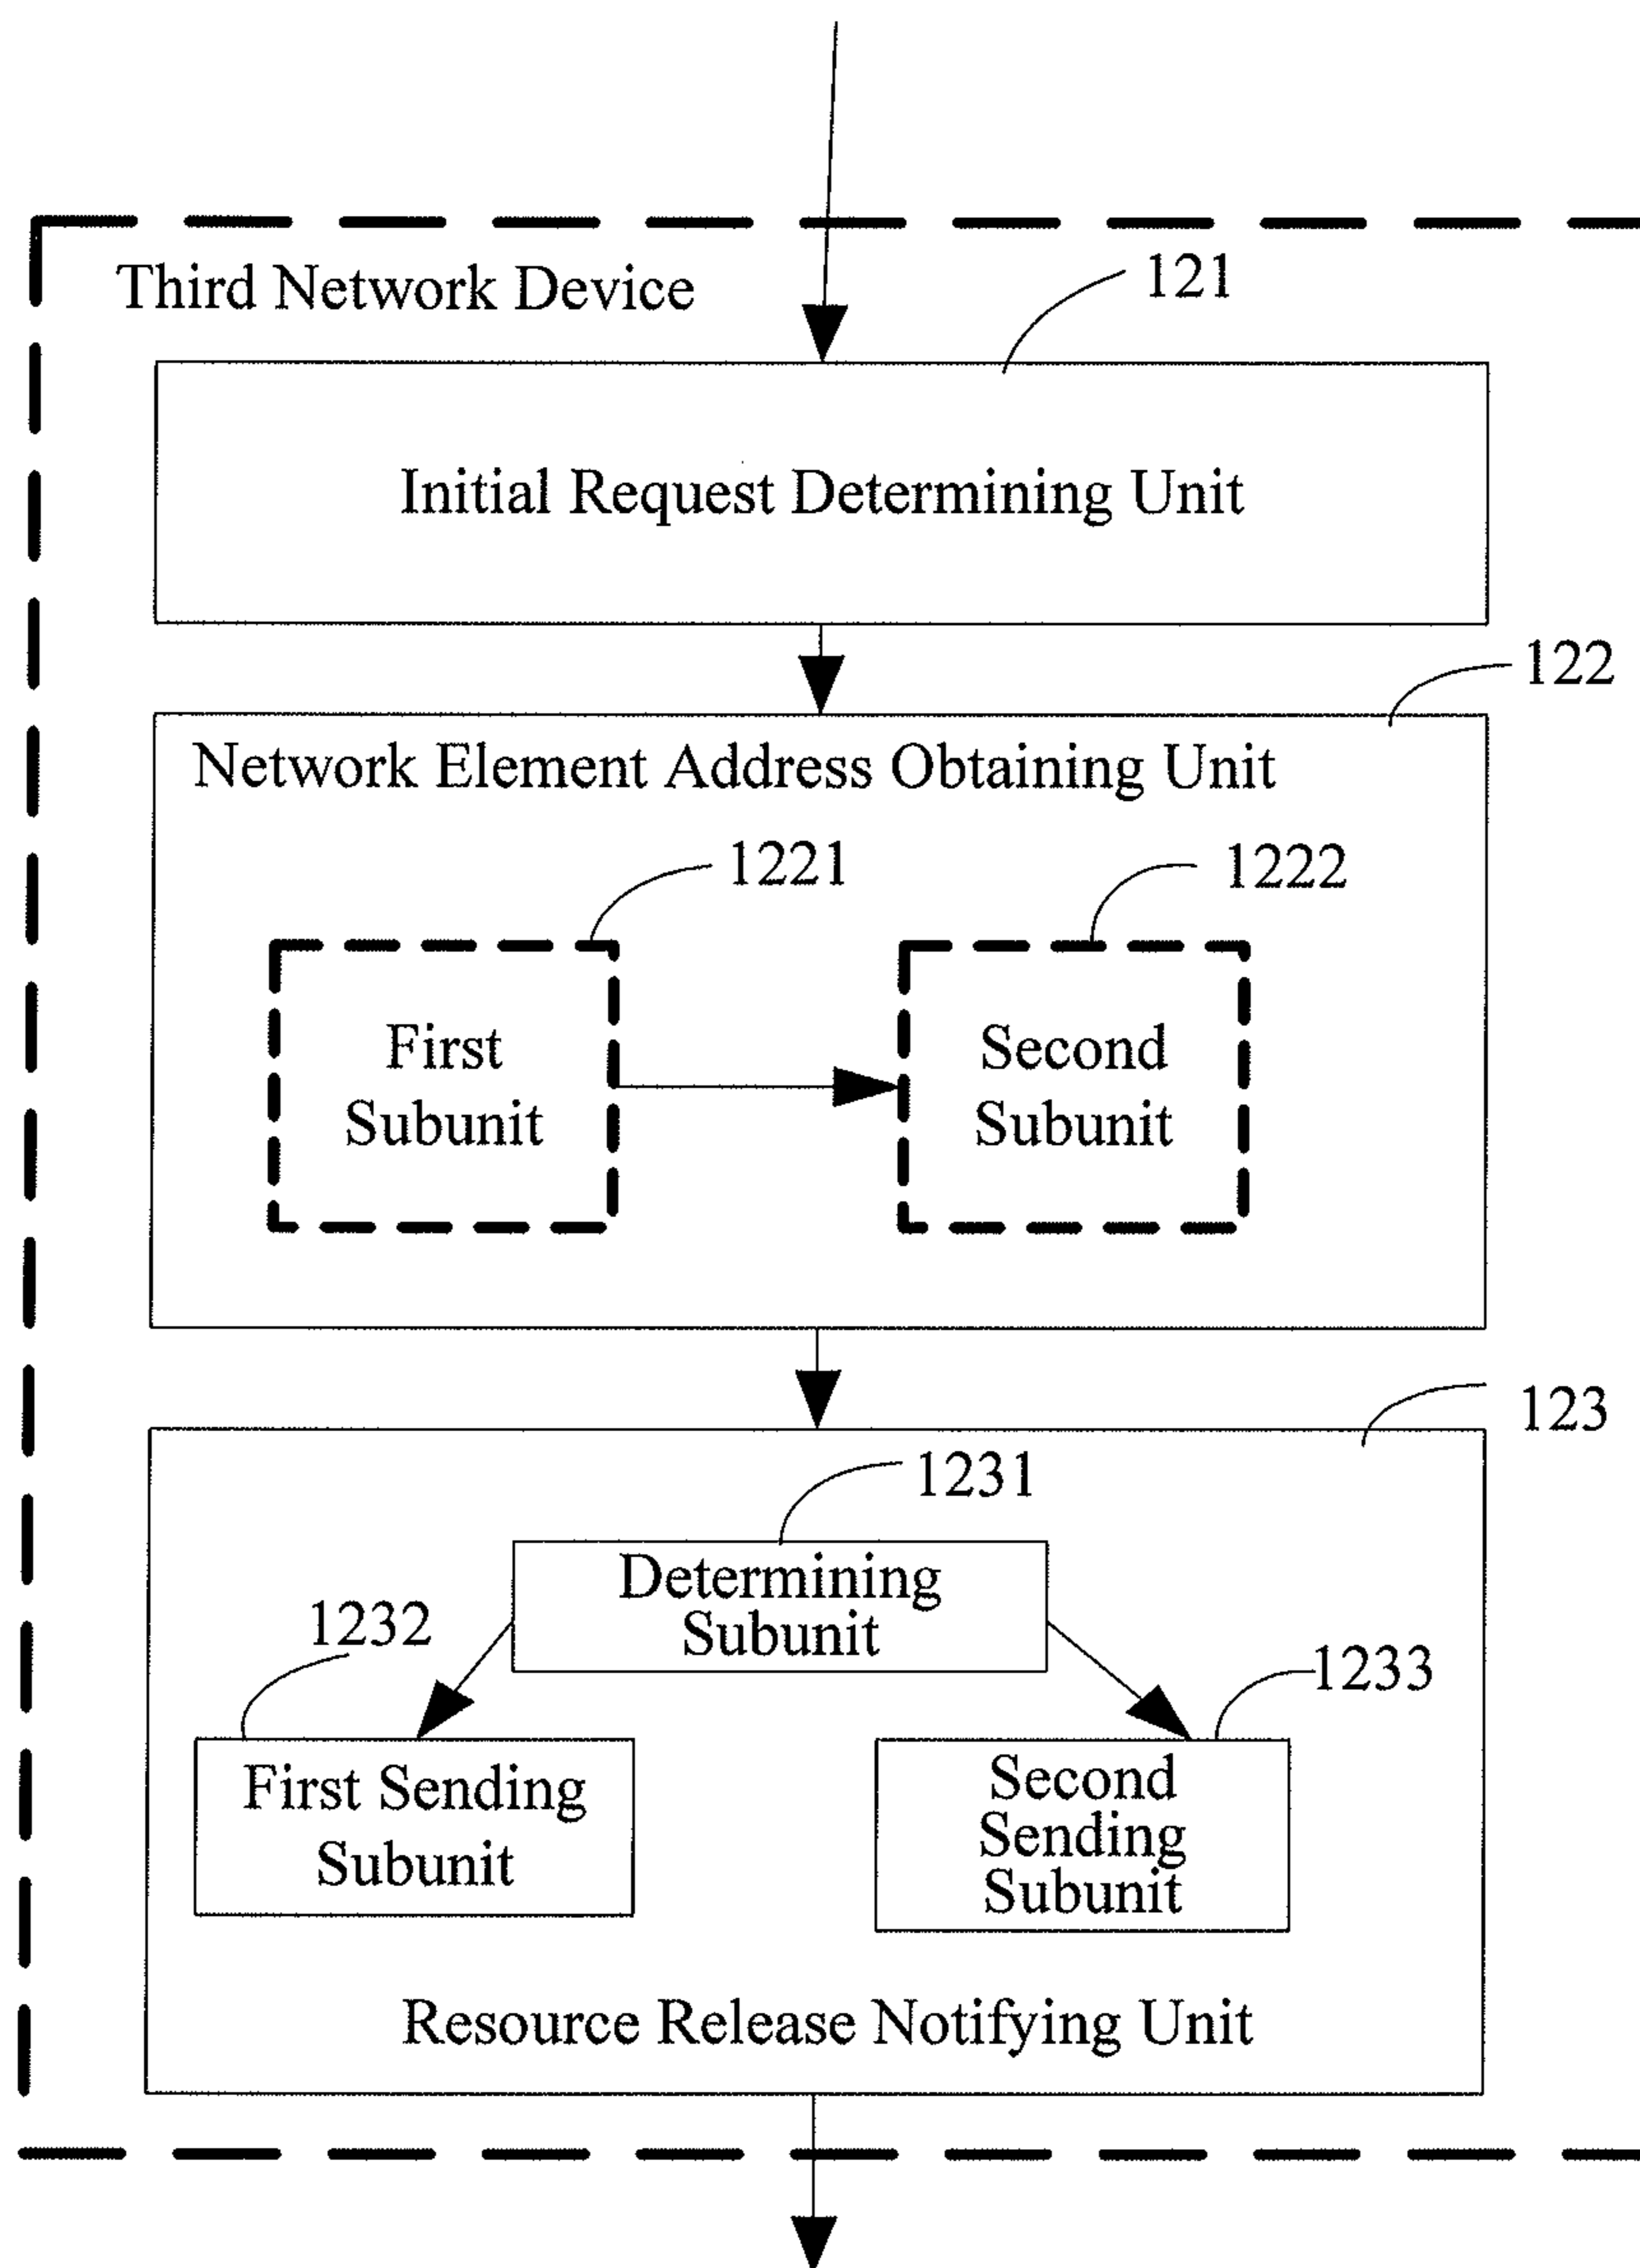 Third Network Device
121
Initial Request Determining Unit
122
Network Element Address Obtaining Unit
1221
1222
First
Subunit
Second
Subunit
123
1231
Determining
Subunit
1232
1233
First Sending
Subunit
Second
Sending
Subunit
Resource Release Notifying Unit